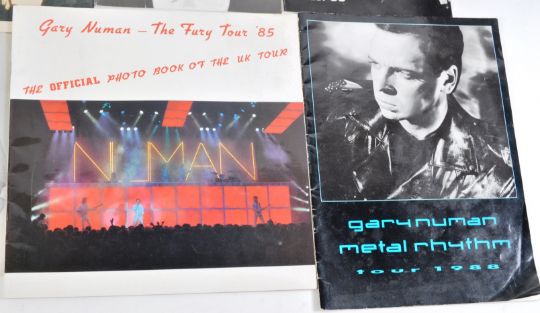 Gary Numan – The Fury Tour '85
THE OFFICIAL PHOTO BOOK OF THE UK TOUR
NUMAN
gary numan
metal rhythm
tour 1988